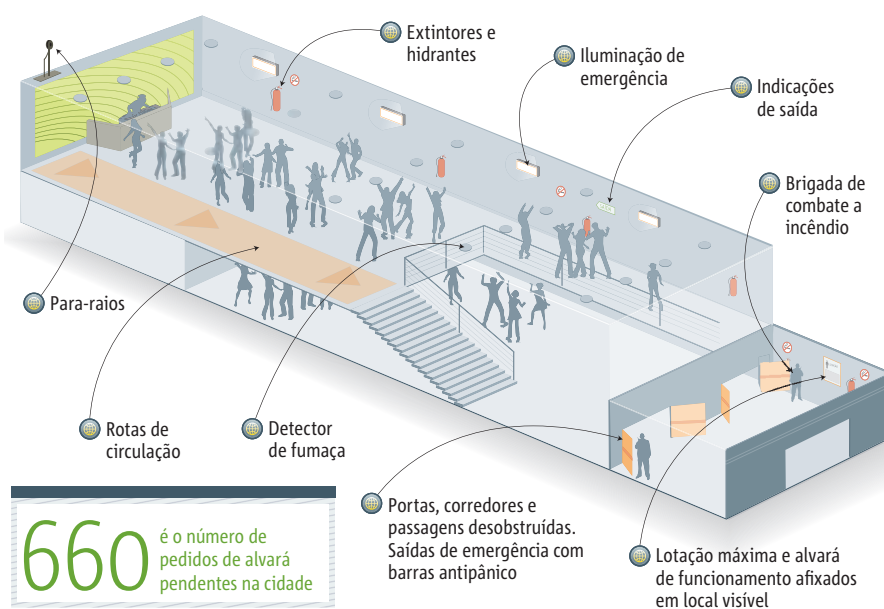 Extintores e
hidrantes
Iluminação de
emergência
Indicações
de saída
Brigada de
combate a
incêndio
SAÍDA
Para-raios
Rotas de
circulação
Detector
de fumaça
Portas, corredores e
passagens desobstruídas.
Saídas de emergência com
barras antipânico
Lotação máxima e alvará
de funcionamento afixados
em local visível
660
é o número de
pedidos de alvará
pendentes na cidade